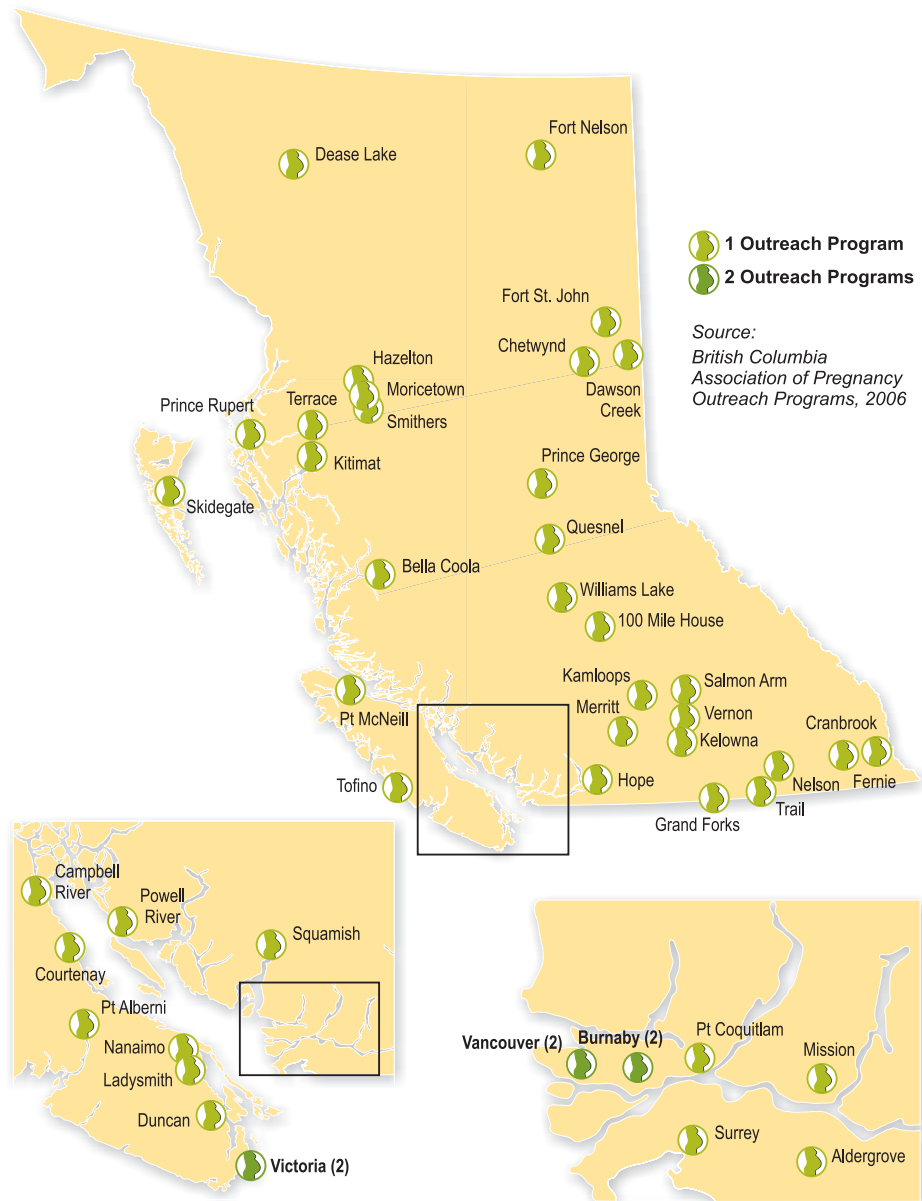 Fort Nelson
Dease Lake
1 Outreach Program
2 Outreach Programs
Source:
British Columbia
Association of Pregnancy
Outreach Programs, 2006
Fort St. John
Chetwynd
Dawson
Creek
Hazelton
Moricetown
Smithers
Terrace
Prince Rupert
Kitimat
Skidegate
Prince George
Quesnel
Bella Coola
Williams Lake
100 Mile House
Kamloops
Salmon Arm
Merritt
Vernon
Kelowna
Cranbrook
Pt McNeill
Tofino
Hope
Nelson
Fernie
Trail
Grand Forks
Campbell
River
Powell
River
Squamish
Courtenay
Pt Alberni
Nanaimo
Ladysmith
Duncan
Victoria (2)
Vancouver (2)
Burnaby (2)
Pt Coquitlam
Mission
Surrey
Aldergrove